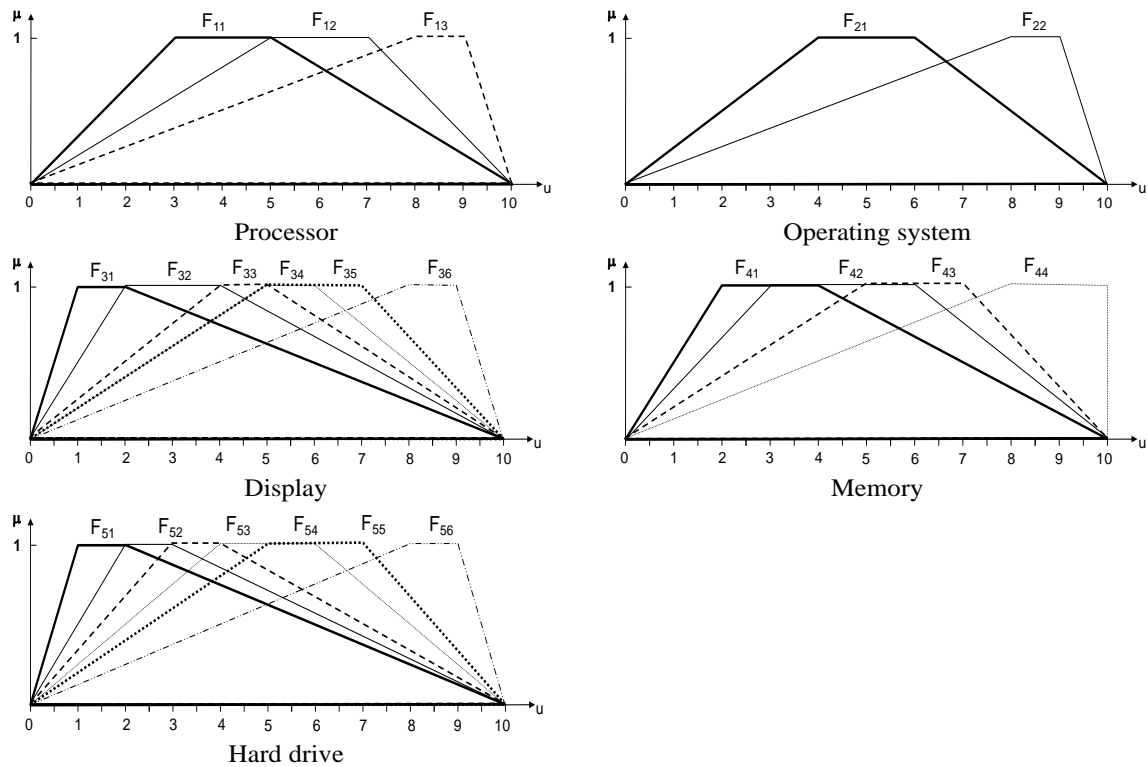 μ F₁₁ F₁₂ F₁₃
1
0 1 2 3 4 5 6 7 8 9 10 u
Processor
μ F₂₁ F₂₂
1
0 1 2 3 4 5 6 7 8 9 10 u
Operating system
μ F₃₁ F₃₂ F₃₃ F₃₄ F₃₅ F₃₆
1
0 1 2 3 4 5 6 7 8 9 10 u
Display
μ F₄₁ F₄₂ F₄₃ F₄₄
1
0 1 2 3 4 5 6 7 8 9 10 u
Memory
μ F₅₁ F₅₂ F₅₃ F₅₄ F₅₅ F₅₆
1
0 1 2 3 4 5 6 7 8 9 10 u
Hard drive